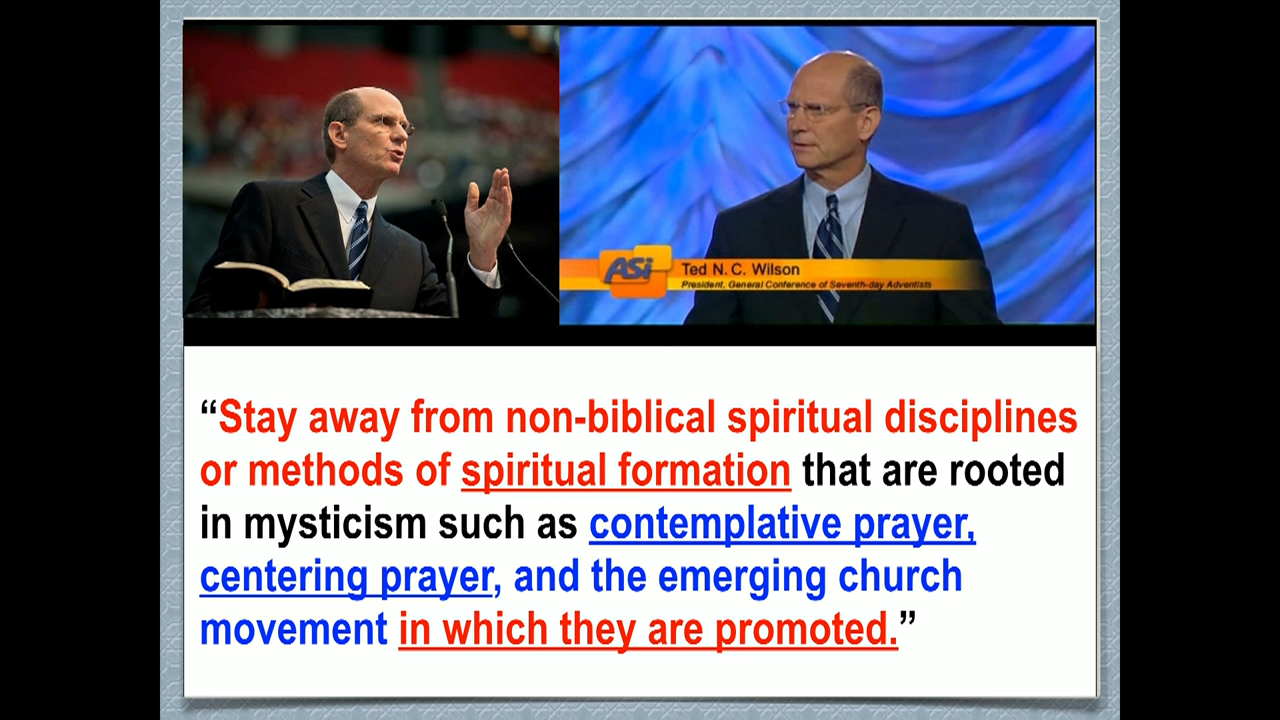 ASi
Ted N. C. Wilson
President, General Conference of Seventh-day Adventists
“Stay away from non-biblical spiritual disciplines
or methods of spiritual formation that are rooted
in mysticism such as contemplative prayer,
centering prayer, and the emerging church
movement in which they are promoted.”